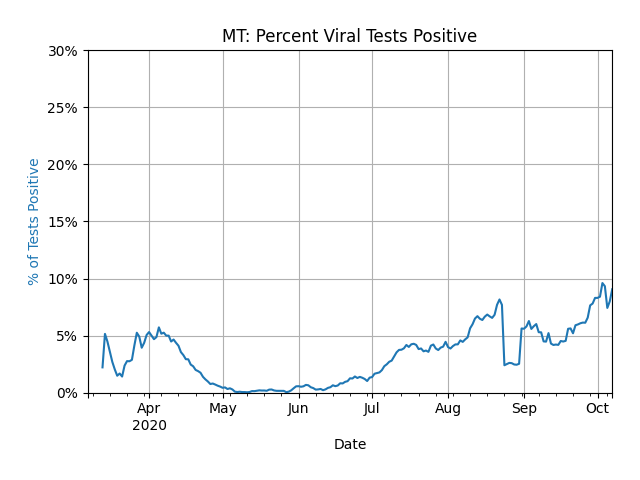 MT: Percent Viral Tests Positive
30%
25%
20%
15%
10%
5%
0%
% of Tests Positive
Apr May Jun Jul Aug Sep Oct
2020
Date